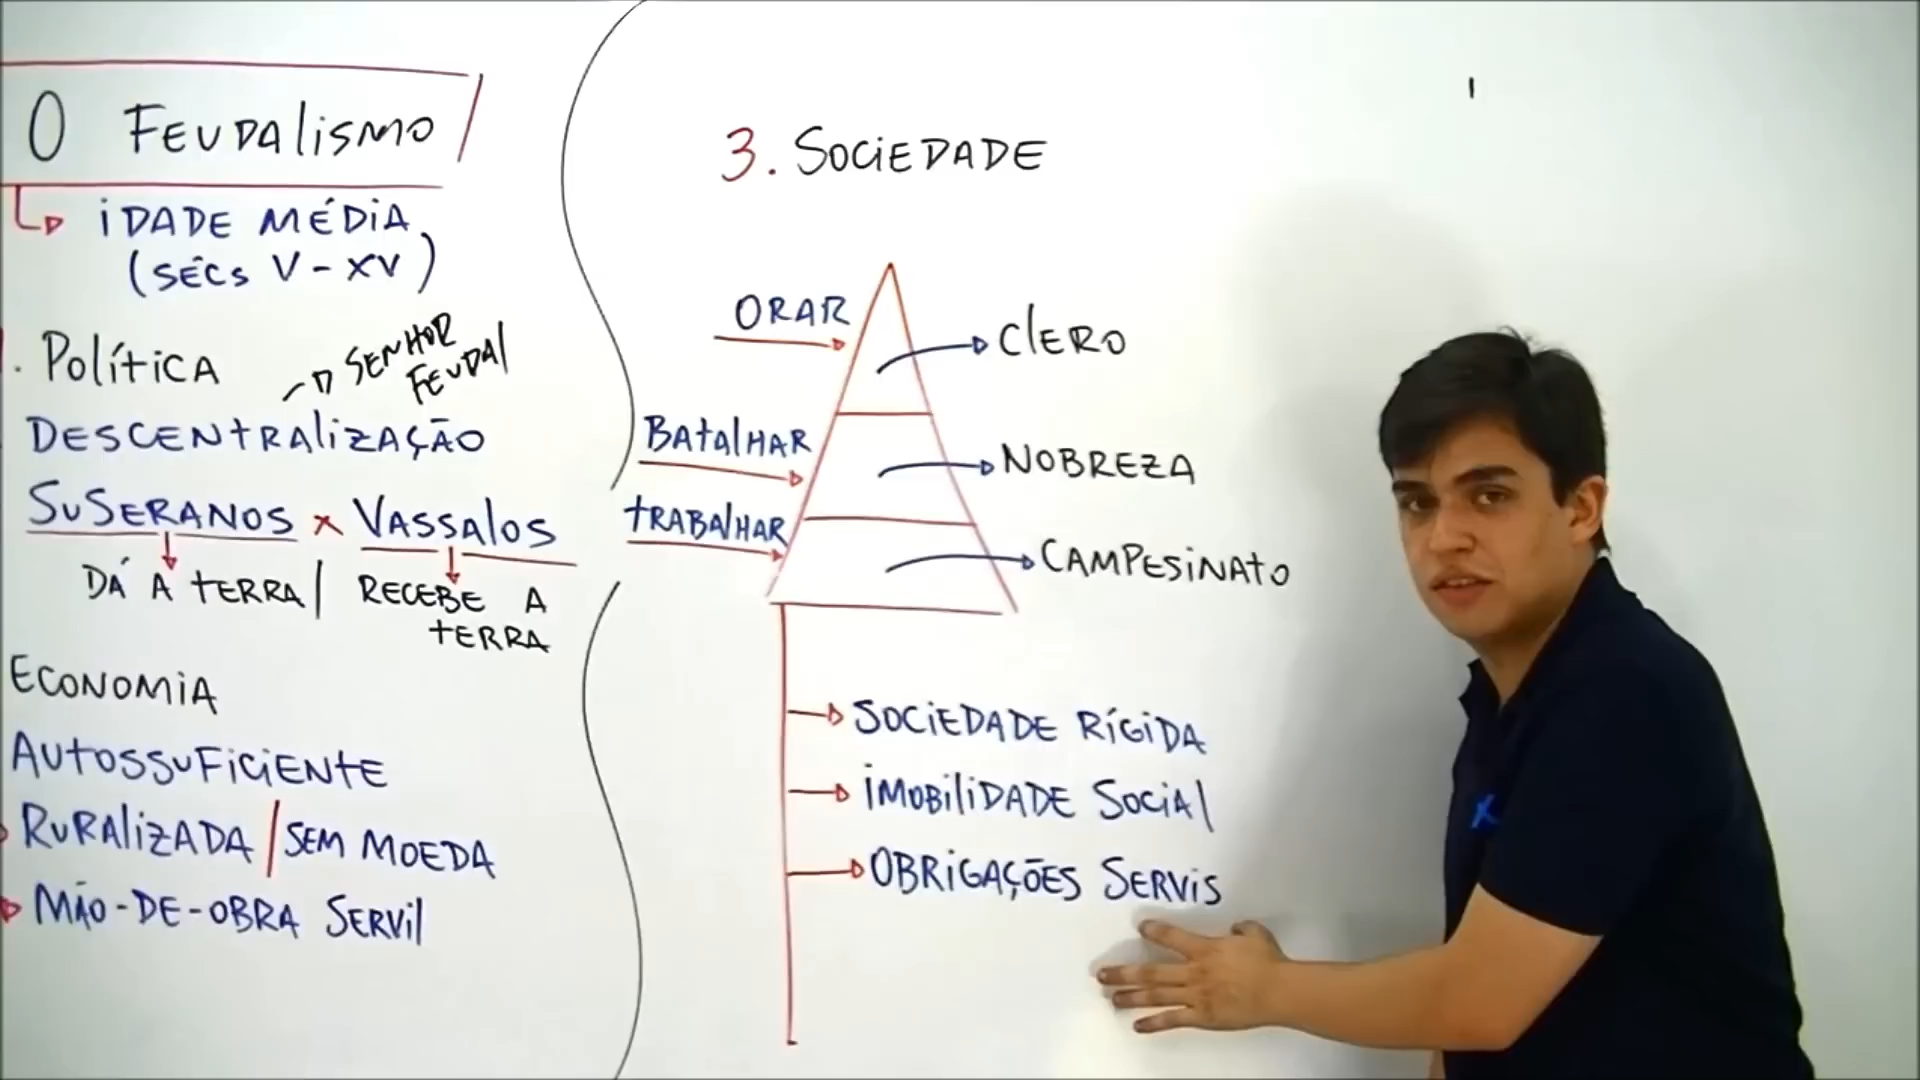 O FEUDALISMO
IDADE MÉDIA
(SÉCS V - XV)
. POLÍTICA
SENHOR
FEUDAL
DESCENTRALIZAÇÃO
SUSERANOS x VASSALOS
DÁ A TERRA / RECEBE A
TERRA
ECONOMIA
AUTOSSUFICIENTE
RURALIZADA / SEM MOEDA
MÃO-DE-OBRA SERVIL
3. SOCIEDADE
ORAR
CLERO
BATALHAR
NOBREZA
TRABALHAR
CAMPESINATO
SOCIEDADE RÍGIDA
IMOBILIDADE SOCIAL
OBRIGAÇÕES SERVIS